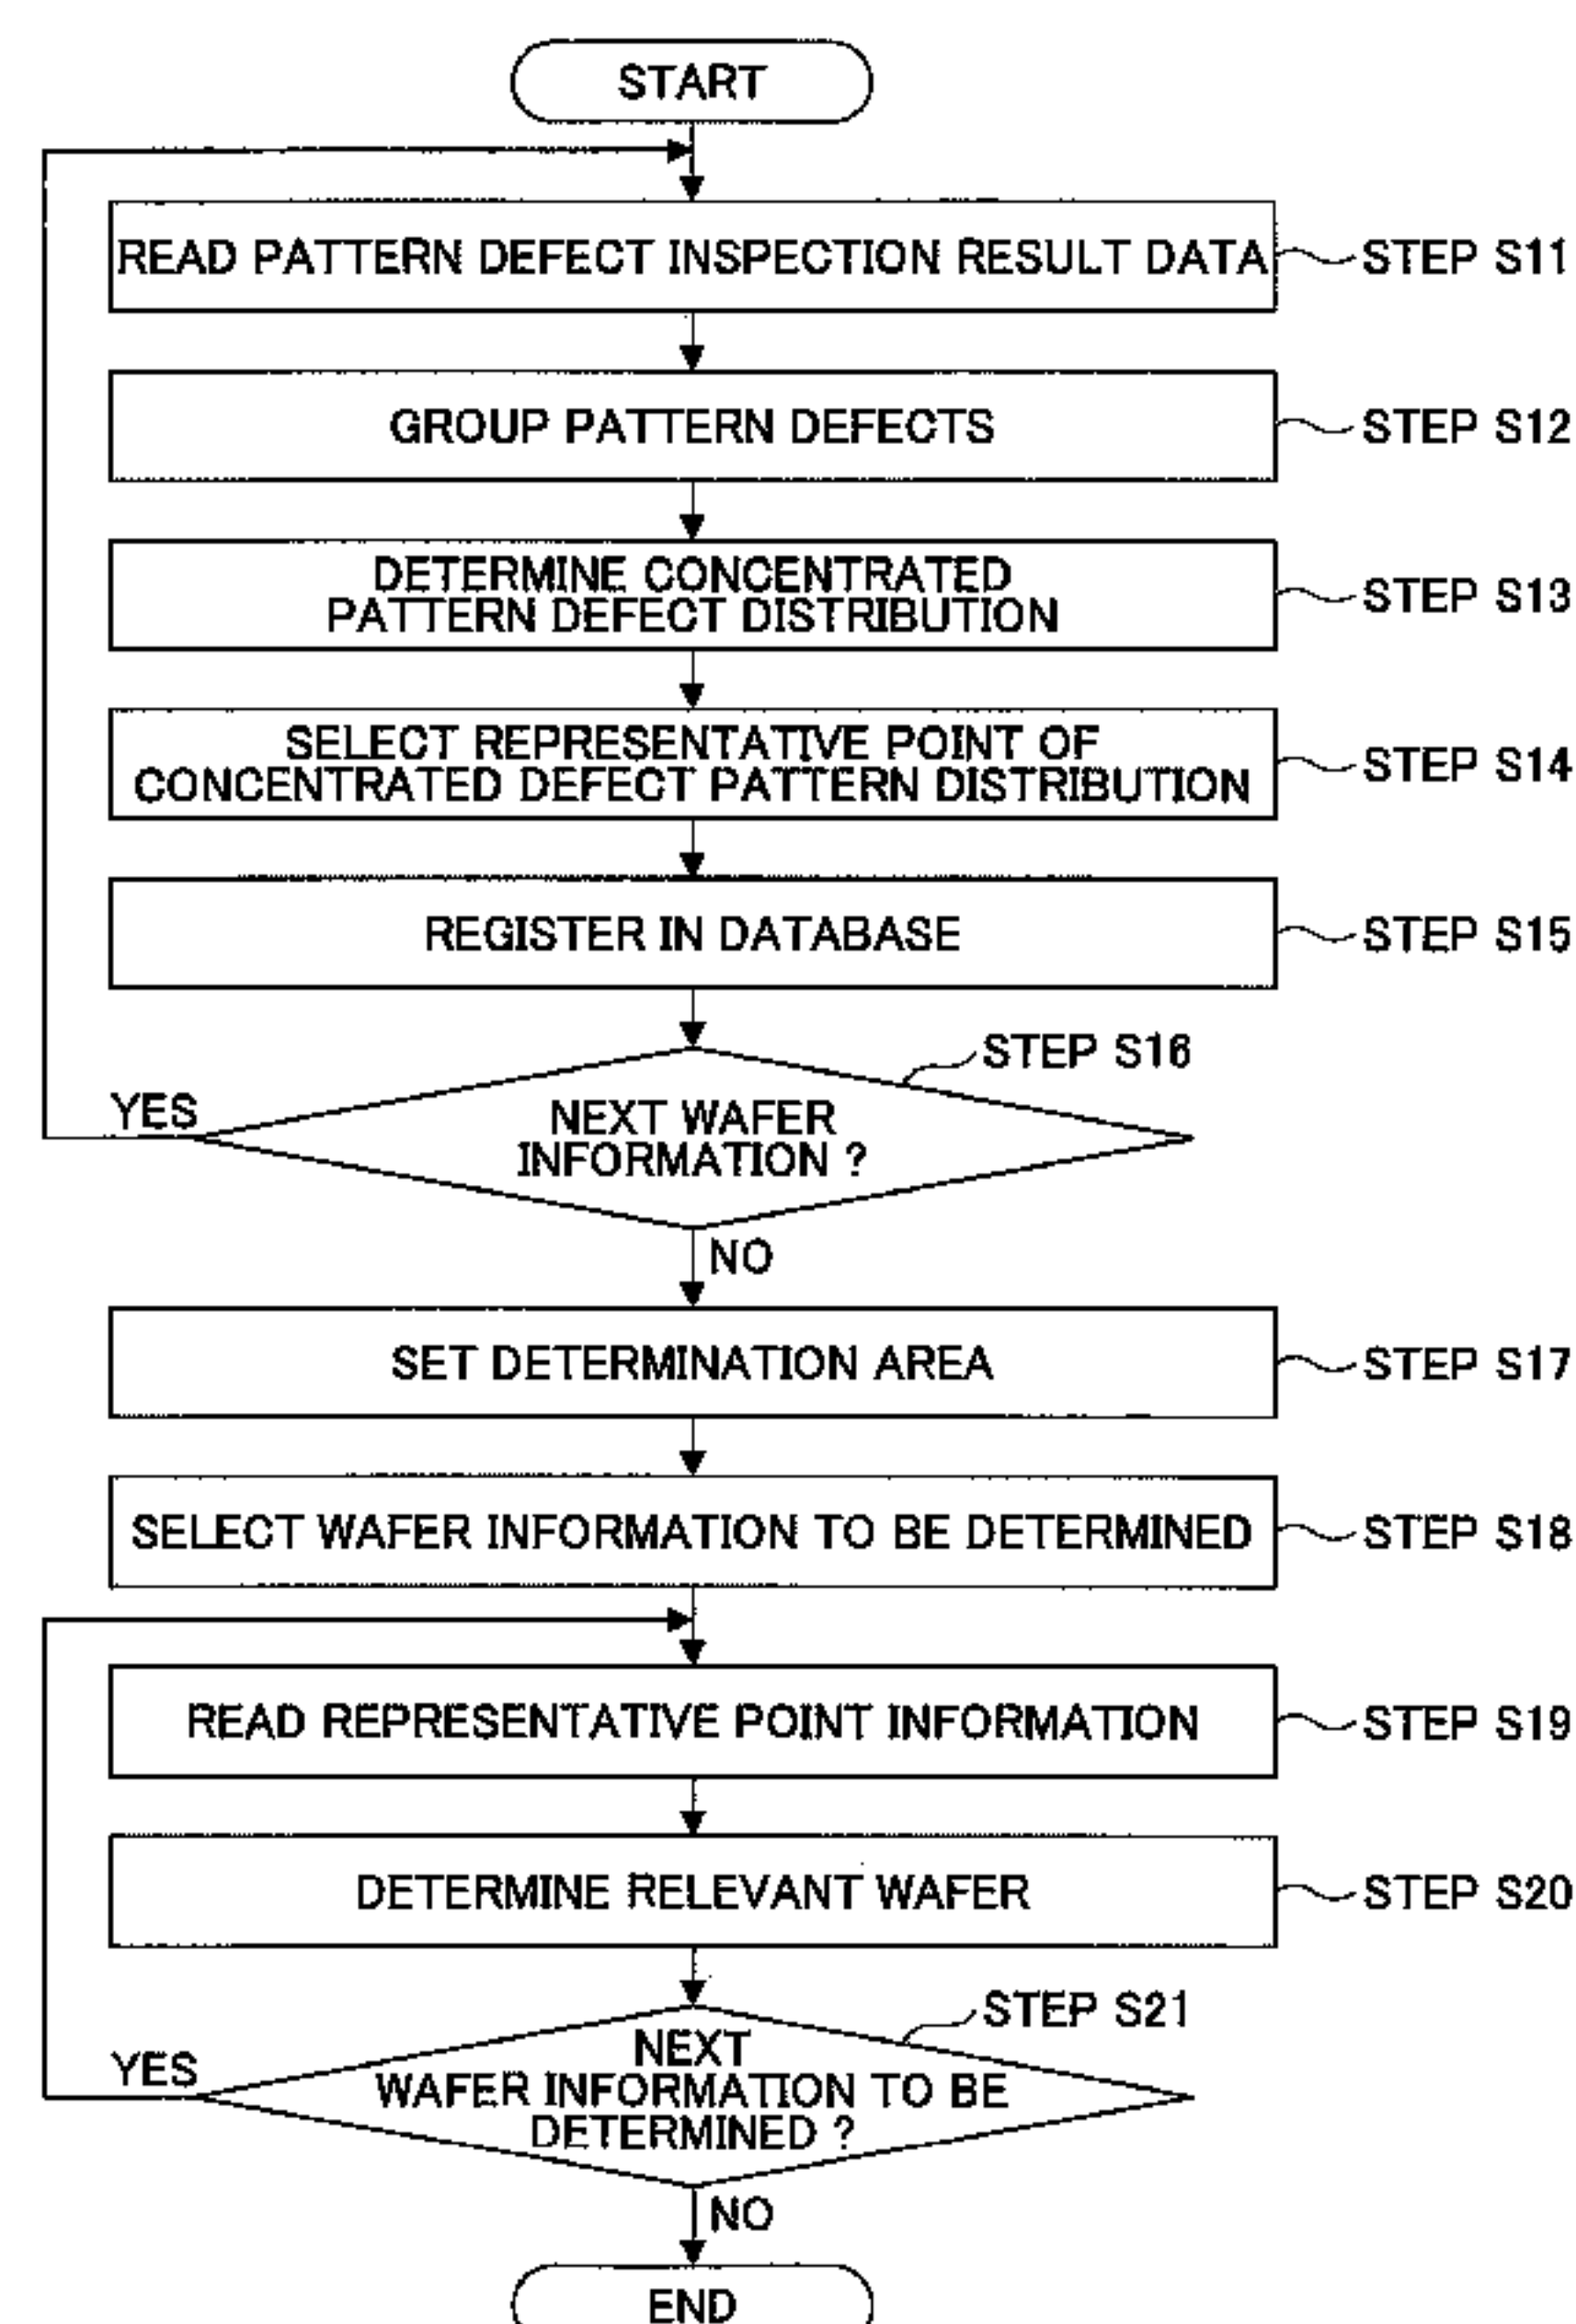 START
READ PATTERN DEFECT INSPECTION RESULT DATA
STEP S11
GROUP PATTERN DEFECTS
STEP S12
DETERMINE CONCENTRATED
PATTERN DEFECT DISTRIBUTION
STEP S13
SELECT REPRESENTATIVE POINT OF
CONCENTRATED DEFECT PATTERN DISTRIBUTION
STEP S14
REGISTER IN DATABASE
STEP S15
STEP S16
YES
NEXT WAFER
INFORMATION ?
NO
SET DETERMINATION AREA
STEP S17
SELECT WAFER INFORMATION TO BE DETERMINED
STEP S18
READ REPRESENTATIVE POINT INFORMATION
STEP S19
DETERMINE RELEVANT WAFER
STEP S20
STEP S21
YES
NEXT
WAFER INFORMATION TO BE
DETERMINED ?
NO
END